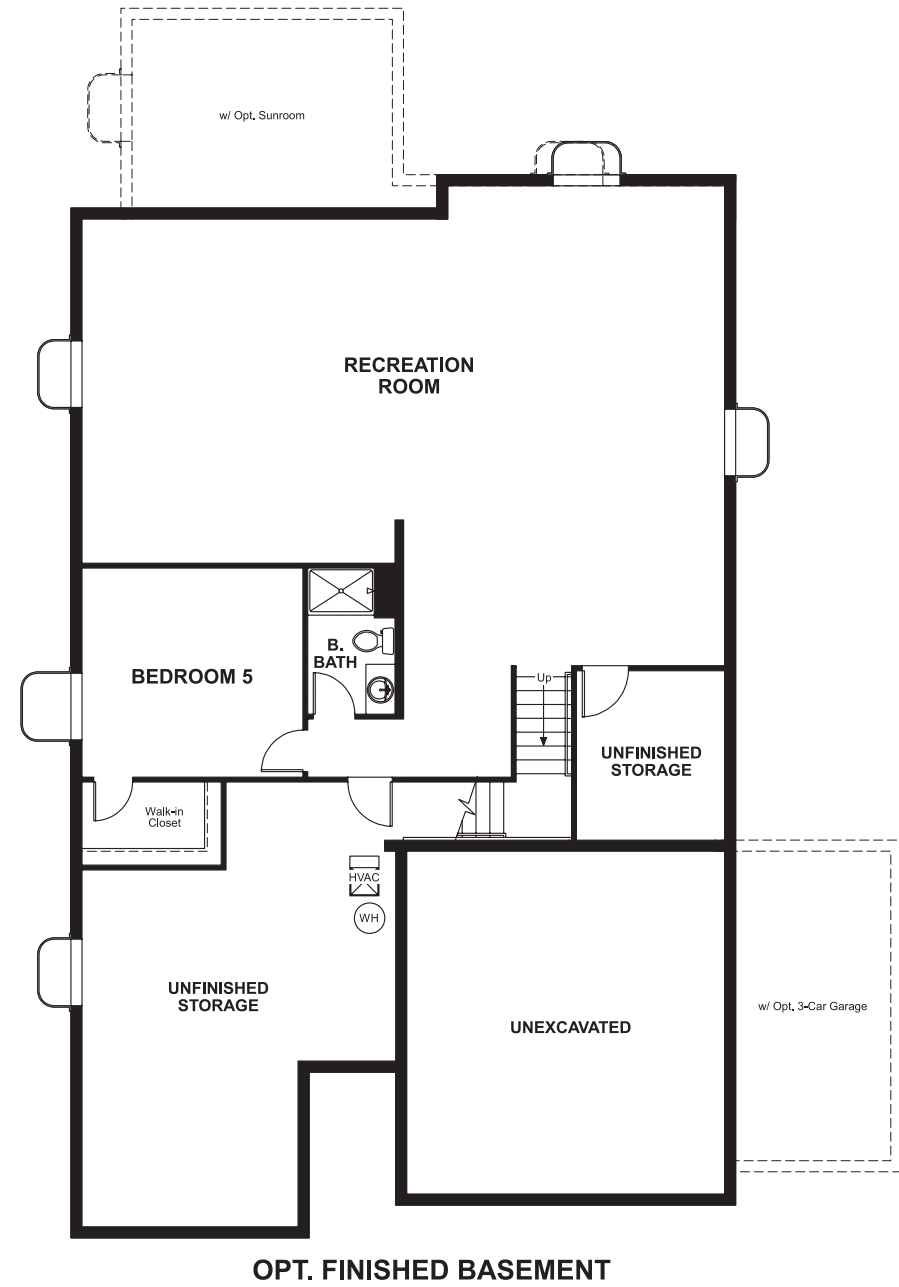 w/ Opt. Sunroom
RECREATION
ROOM
B.
BATH
BEDROOM 5
Up
UNFINISHED
STORAGE
Walk-in
Closet
HVAC
WH
UNFINISHED
STORAGE
UNEXCAVATED
w/ Opt. 3-Car Garage
OPT. FINISHED BASEMENT